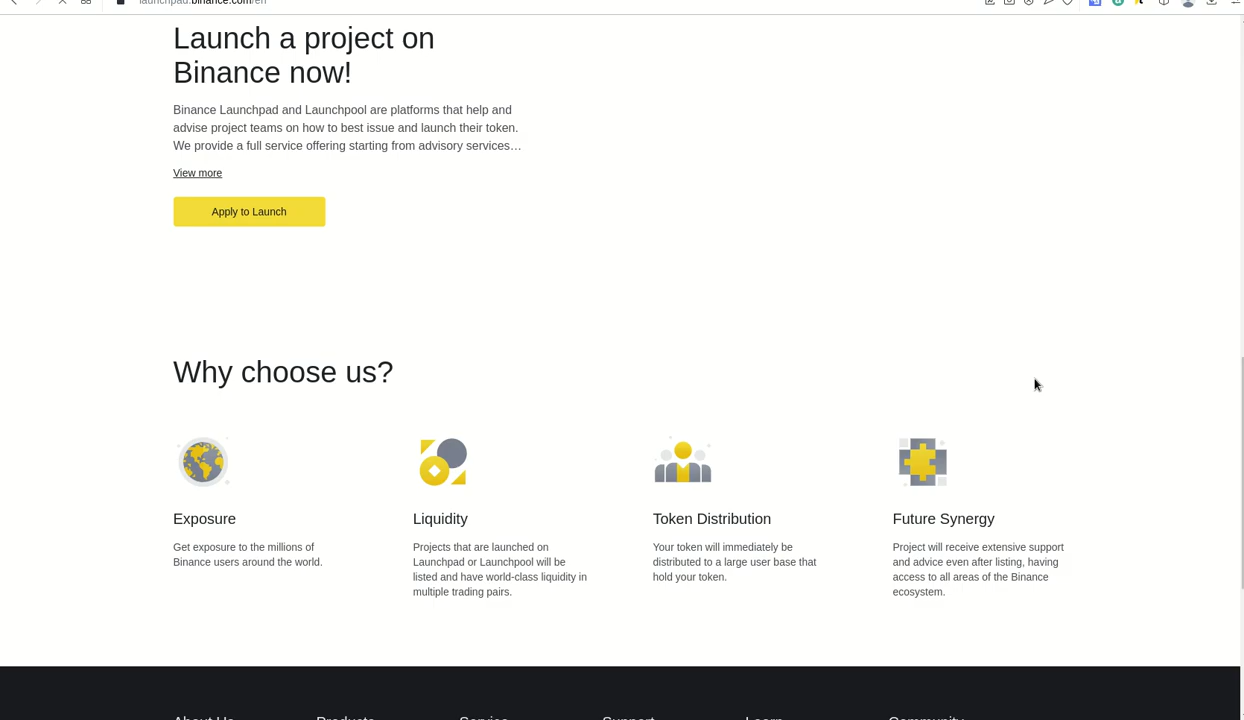 launchpad.binance.com/en
Launch a project on
Binance now!
Binance Launchpad and Launchpool are platforms that help and
advise project teams on how to best issue and launch their token.
We provide a full service offering starting from advisory services…
View more
Apply to Launch
Why choose us?
Exposure
Get exposure to the millions of
Binance users around the world.
Liquidity
Projects that are launched on
Launchpad or Launchpool will be
listed and have world-class liquidity in
multiple trading pairs.
Token Distribution
Your token will immediately be
distributed to a large user base that
hold your token.
Future Synergy
Project will receive extensive support
and advice even after listing, having
access to all areas of the Binance
ecosystem.
About Us Products Service Support Learn Community